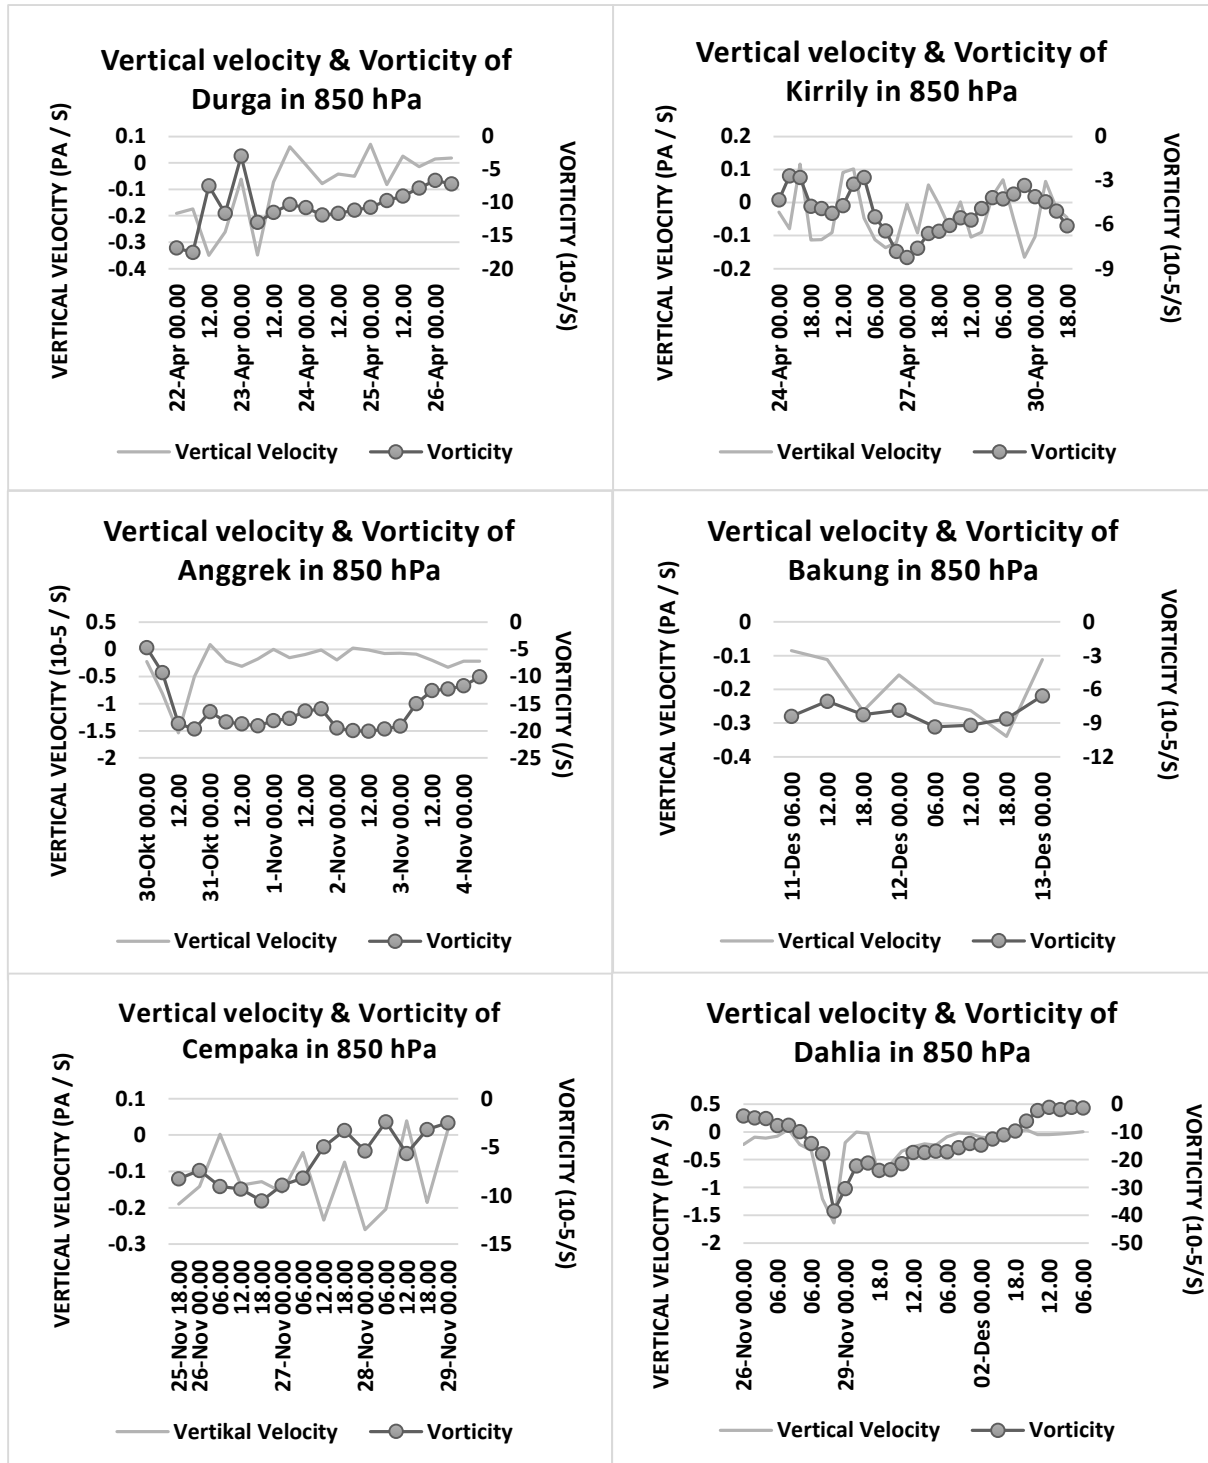 Vertical velocity & Vorticity of
Durga in 850 hPa
VERTICAL VELOCITY (PA / S)
0.1
0
-0.1
-0.2
-0.3
-0.4
0
-5
-10
-15
-20
VORTICITY (10-5/S)
22-Apr 00.00
12.00
23-Apr 00.00
12.00
24-Apr 00.00
12.00
25-Apr 00.00
12.00
26-Apr 00.00
Vertical Velocity
Vorticity
Vertical velocity & Vorticity of
Kirrily in 850 hPa
VERTICAL VELOCITY (PA / S)
0.2
0.1
0
-0.1
-0.2
0
-3
-6
-9
VORTICITY (10-5/S)
24-Apr 00.00
18.00
12.00
06.00
27-Apr 00.00
18.00
12.00
06.00
30-Apr 00.00
18.00
Vertikal Velocity
Vorticity
Vertical velocity & Vorticity of
Anggrek in 850 hPa
VERTICAL VELOCITY (10-5 / S)
0.5
0
-0.5
-1
-1.5
-2
0
-5
-10
-15
-20
-25
VORTICITY (/S)
30-Okt 00.00
12.00
31-Okt 00.00
12.00
1-Nov 00.00
12.00
2-Nov 00.00
12.00
3-Nov 00.00
12.00
4-Nov 00.00
Vertical Velocity
Vorticity
Vertical velocity & Vorticity of
Bakung in 850 hPa
VERTICAL VELOCITY (PA / S)
0
-0.1
-0.2
-0.3
-0.4
0
-3
-6
-9
-12
VORTICITY (10-5/S)
11-Des 06.00
12.00
18.00
12-Des 00.00
06.00
12.00
18.00
13-Des 00.00
Vertical Velocity
Vorticity
Vertical velocity & Vorticity of
Cempaka in 850 hPa
VERTICAL VELOCITY (PA / S)
0.1
0
-0.1
-0.2
-0.3
0
-5
-10
-15
VORTICITY (10-5/S)
25-Nov 18.00
26-Nov 00.00
06.00
12.00
18.00
27-Nov 00.00
06.00
12.00
18.00
28-Nov 00.00
06.00
12.00
18.00
29-Nov 00.00
Vertikal Velocity
Vorticity
Vertical velocity & Vorticity of
Dahlia in 850 hPa
VERTICAL VELOCITY (PA / S)
0.5
0
-0.5
-1
-1.5
-2
0
-10
-20
-30
-40
-50
VORTICITY (10-5/S)
26-Nov 00.00
06.00
06.00
29-Nov 00.00
18.0
12.00
06.00
02-Des 00.00
18.0
12.00
06.00
Vertical Velocity
Vorticity